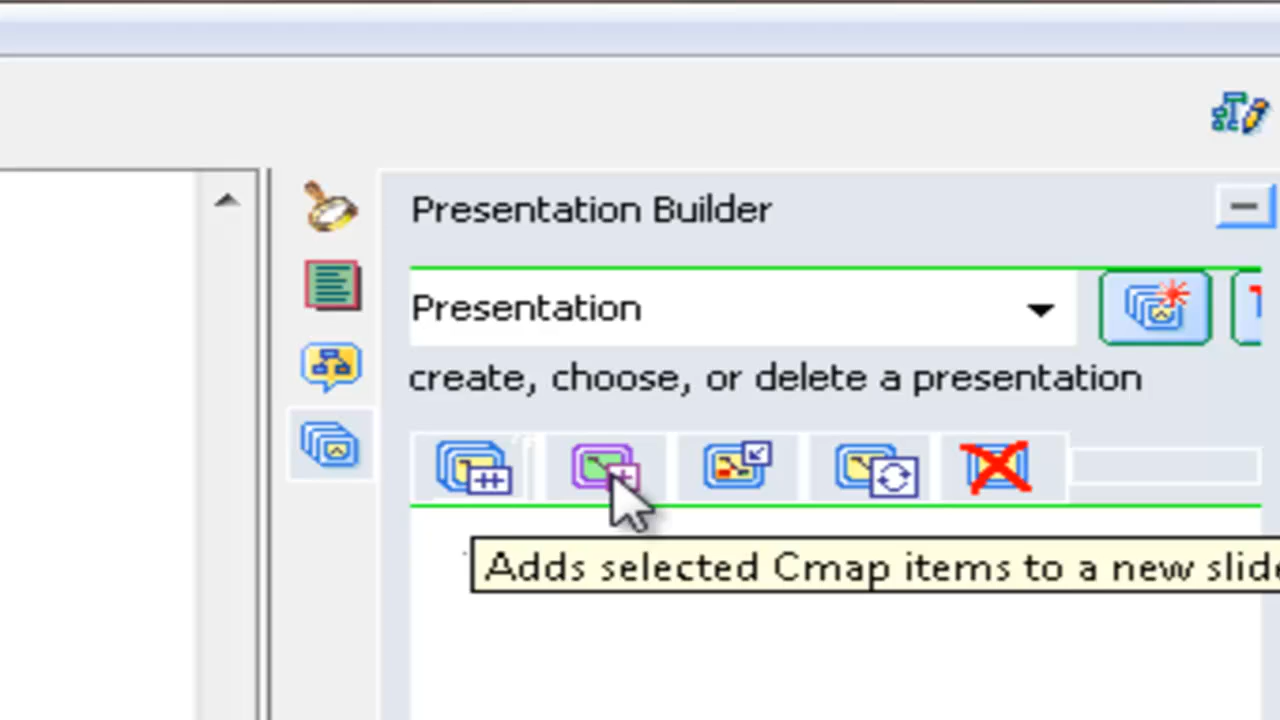 Presentation Builder
Presentation
create, choose, or delete a presentation
Adds selected Cmap items to a new slide